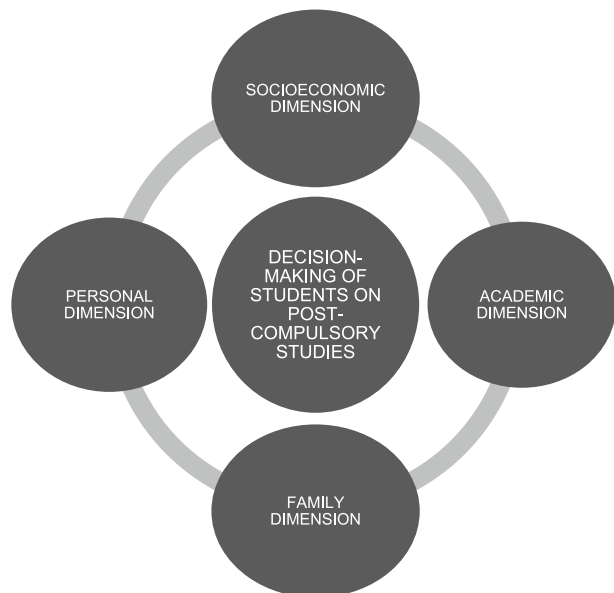 SOCIOECONOMIC
DIMENSION
DECISION-
MAKING OF
STUDENTS ON
POST-
COMPULSORY
STUDIES
PERSONAL
DIMENSION
ACADEMIC
DIMENSION
FAMILY
DIMENSION